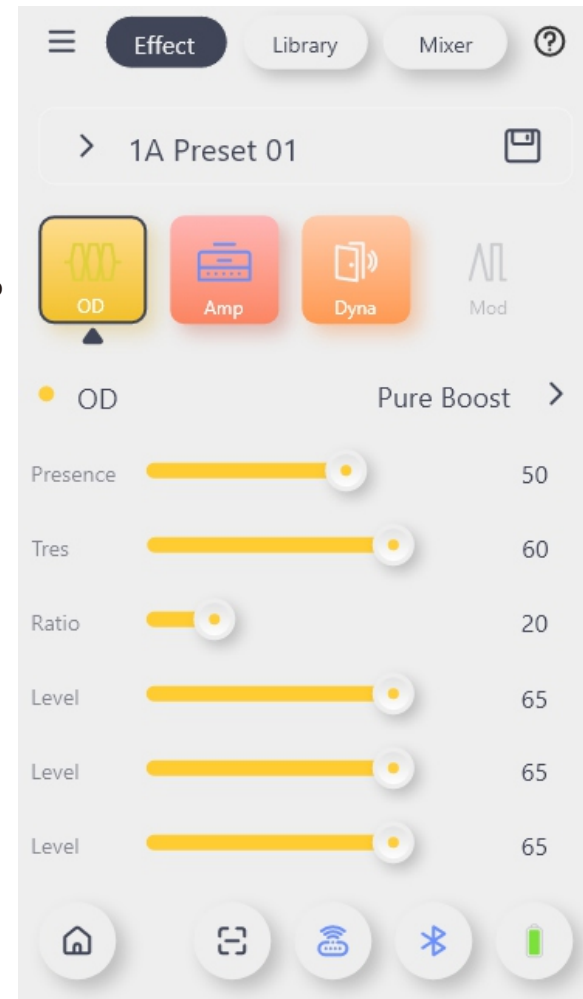 Effect Library Mixer
1A Preset 01
OD Amp Dyna Mod
OD Pure Boost
Presence 50
Tres 60
Ratio 20
Level 65
Level 65
Level 65